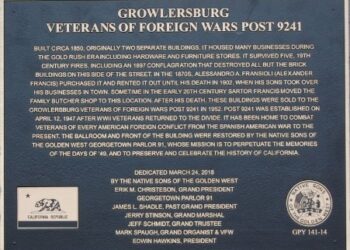 GROWLERSBURG
VETERANS OF FOREIGN WARS POST 9241
BUILT CIRCA 1850, ORIGINALLY TWO SEPARATE BUILDINGS. IT HOUSED MANY BUSINESSES DURING
THE GOLD RUSH ERA INCLUDING HARDWARE AND FURNITURE STORES. IT SURVIVED FIVE, 19TH
CENTURY FIRES, INCLUDING AN 1897 CONFLAGRATION THAT DESTROYED ALL BUT THE BRICK
BUILDINGS ON THIS SIDE OF THE STREET. IN THE 1870S, ALESSANDRO A. FRANSIOLI (ALEXANDER
FRANCIS) PURCHASED IT AND RENTED IT OUT UNTIL HIS DEATH IN 1902, WHEN HIS SONS TOOK OVER
HIS BUSINESSES IN TOWN. SOMETIME IN THE EARLY 20TH CENTURY SARTOR FRANCIS MOVED THE
FAMILY BUTCHER SHOP TO THIS LOCATION. AFTER HIS DEATH, THESE BUILDINGS WERE SOLD TO THE
GROWLERSBURG VETERANS OF FOREIGN WARS POST 9241 IN 1952. POST 9241 WAS ESTABLISHED ON
APRIL 12, 1947 AFTER WWII VETERANS RETURNED TO THE DIVIDE. IT HAS BEEN HOME TO COMBAT
VETERANS OF EVERY AMERICAN FOREIGN CONFLICT FROM THE SPANISH-AMERICAN WAR TO THE
PRESENT. THE BALLROOM AND FRONT OF THE BUILDING WERE RESTORED BY THE NATIVE SONS OF
THE GOLDEN WEST GEORGETOWN PARLOR 91, WHOSE MISSION IS TO PERPETUATE THE MEMORIES
OF THE DAYS OF '49, AND TO PRESERVE AND CELEBRATE THE HISTORY OF CALIFORNIA.
DEDICATED MARCH 24, 2018
BY THE NATIVE SONS OF THE GOLDEN WEST
ERIK M. CHRISTESON, GRAND PRESIDENT
GEORGETOWN PARLOR 91
JAMES L. SHADLE, PAST GRAND PRESIDENT
JERRY STINSON, GRAND MARSHAL
JEFF SCHMIDT, GRAND TRUSTEE
MARK SPAUGH, GRAND ORGANIST & VFW
EDWIN HAWKINS, PRESIDENT
CALIFORNIA REPUBLIC
GPY 141-14